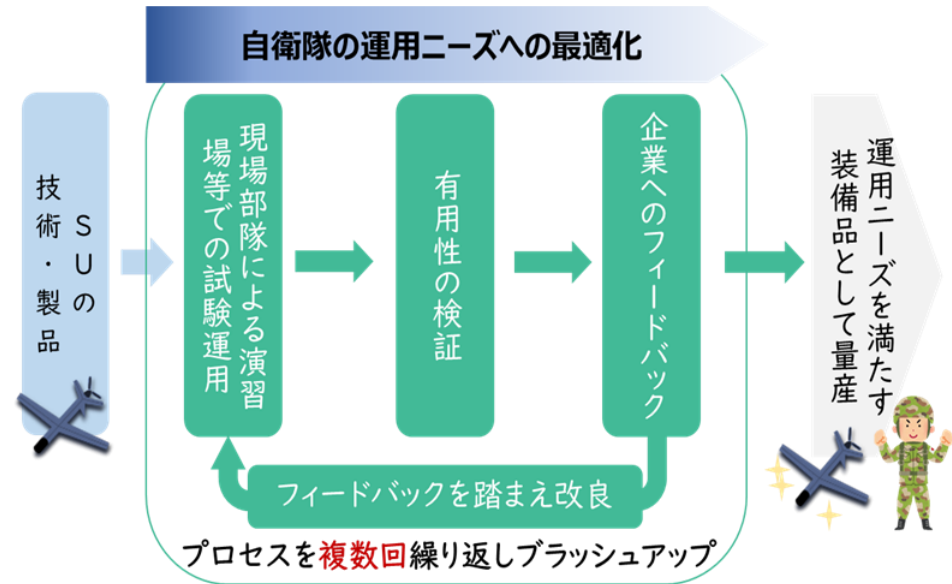 自衛隊の運用ニーズへの最適化
SUの
技術・製品
現場部隊による演習
場等での試験運用
有用性の検証
企業へのフィードバック
運用ニーズを満たす
装備品として量産
フィードバックを踏まえ改良
プロセスを複数回繰り返しブラッシュアップ